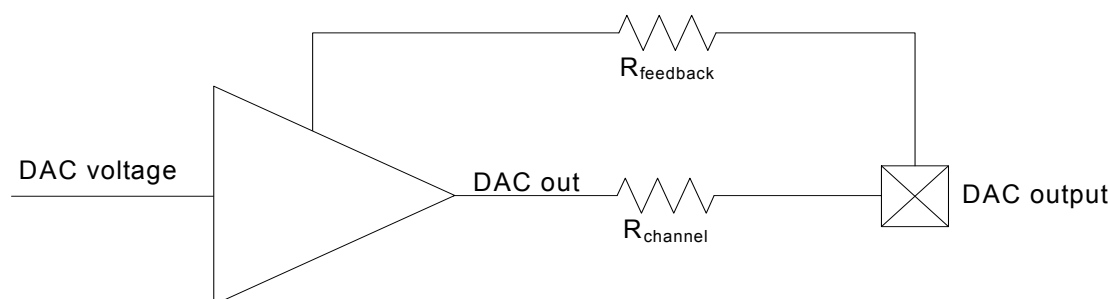 R_feedback
DAC voltage
DAC out
DAC output
R_channel